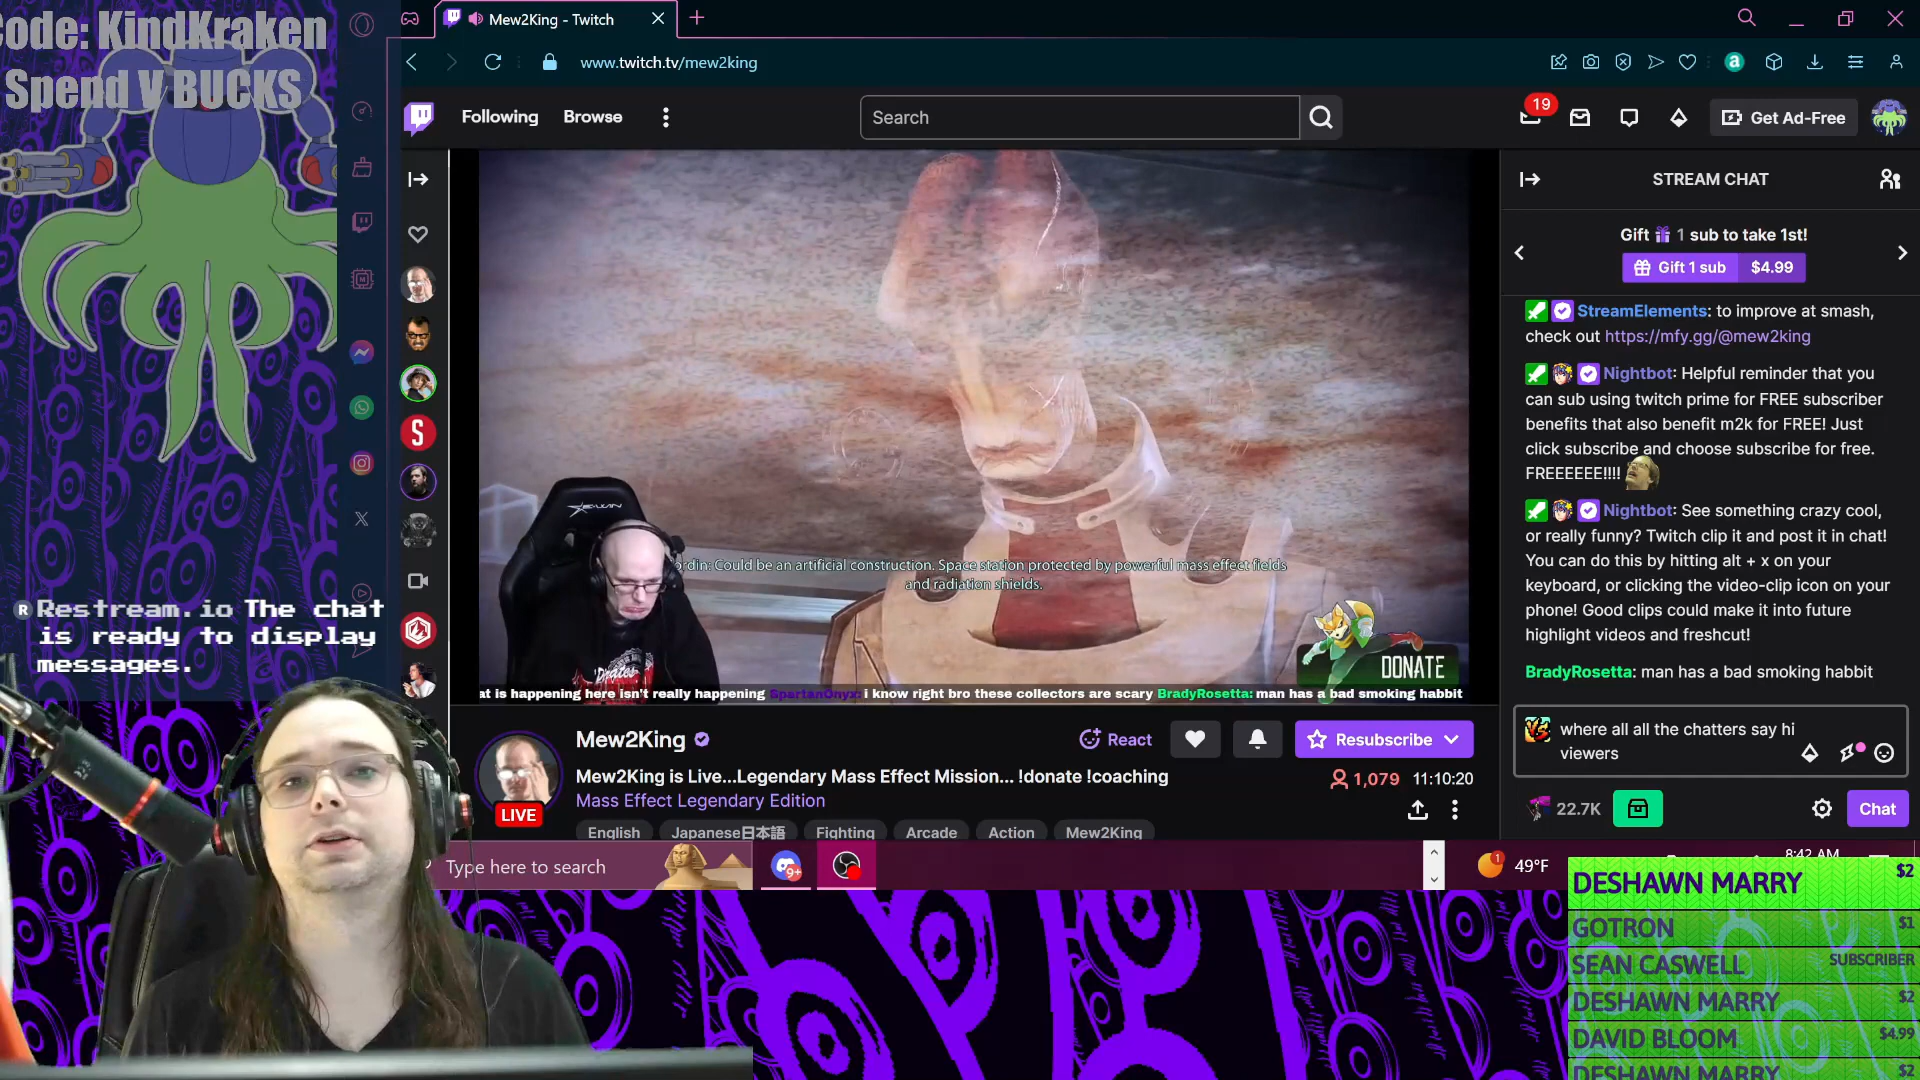 Code: KindKraken
Spend V BUCKS
Mew2King - Twitch
www.twitch.tv/mew2king
Following
Browse
Search
19
Get Ad-Free
STREAM CHAT
Gift 1 sub to take 1st!
Gift 1 sub $4.99
StreamElements: to improve at smash,
check out https://mfy.gg/@mew2king
Nightbot: Helpful reminder that you
can sub using twitch prime for FREE subscriber
benefits that also benefit m2k for FREE! Just
click subscribe and choose subscribe for free.
FREEEEEE!!!!
Nightbot: See something crazy cool,
or really funny? Twitch clip it and post it in chat!
You can do this by hitting alt + x on your
keyboard, or clicking the video-clip icon on your
phone! Good clips could make it into future
highlight videos and freshcut!
BradyRosetta: man has a bad smoking habbit
where all all the chatters say hi
viewers
22.7K
Chat
ordin: Could be an artificial construction. Space station protected by powerful mass effect fields
and radiation shields.
DONATE
at is happening here isn't really happening SpartanOnyx: i know right bro these collectors are scary BradyRosetta: man has a bad smoking habbit
Restream.io The chat
is ready to display
messages.
Mew2King
React
Resubscribe
Mew2King is Live...Legendary Mass Effect Mission... !donate !coaching
1,079 11:10:20
Mass Effect Legendary Edition
LIVE
English
Japanese日本語
Fighting
Arcade
Action
Mew2King
Type here to search
9+
1
49°F
8:42 AM
DESHAWN MARRY $2
GOTRON $1
SEAN CASWELL SUBSCRIBER
DESHAWN MARRY $2
DAVID BLOOM $4.99
DESHAWN MARRY $2